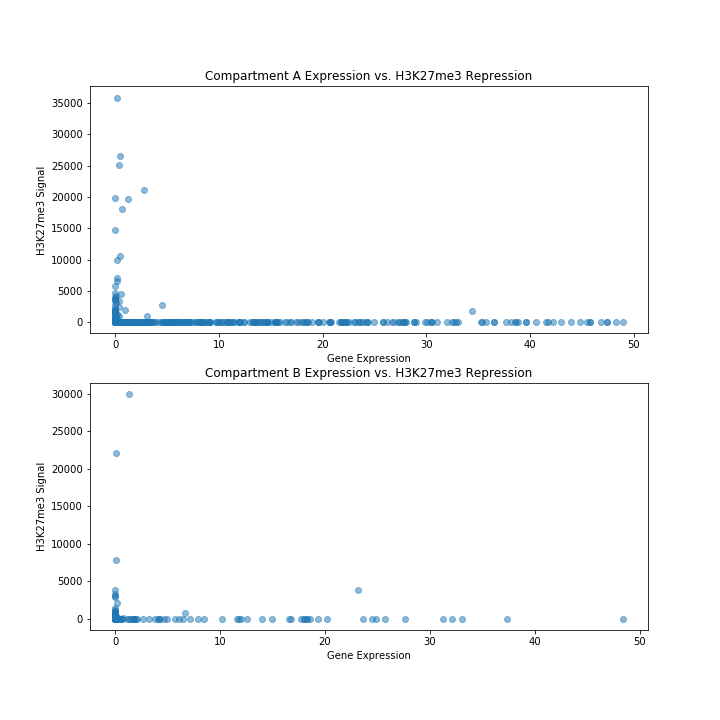 Compartment A Expression vs. H3K27me3 Repression
35000
30000
25000
20000
15000
10000
5000
0
H3K27me3 Signal
0 10 20 30 40 50
Gene Expression
Compartment B Expression vs. H3K27me3 Repression
30000
25000
20000
15000
10000
5000
0
H3K27me3 Signal
0 10 20 30 40 50
Gene Expression